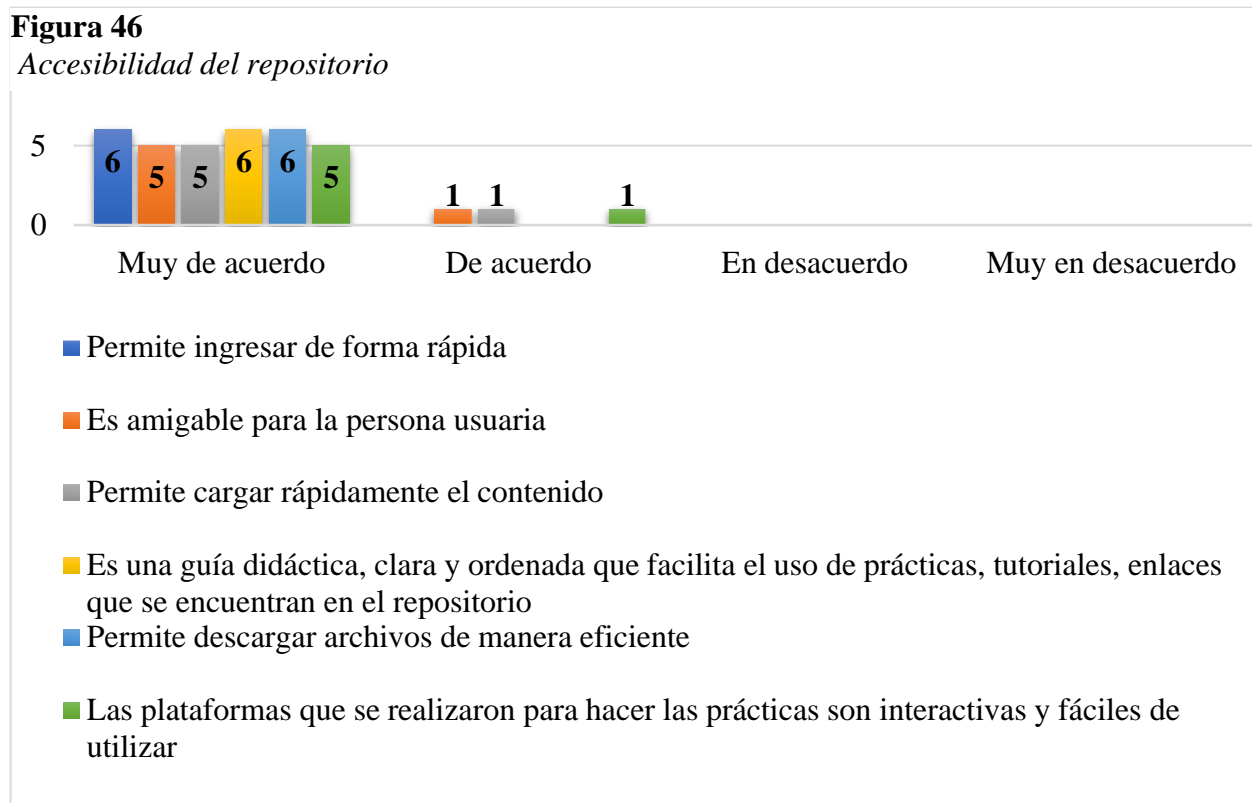 Figura 46
Accesibilidad del repositorio
5
0
6 5 5 6 6 5
1 1 1
Muy de acuerdo De acuerdo En desacuerdo Muy en desacuerdo
Permite ingresar de forma rápida
Es amigable para la persona usuaria
Permite cargar rápidamente el contenido
Es una guía didáctica, clara y ordenada que facilita el uso de prácticas, tutoriales, enlaces
que se encuentran en el repositorio
Permite descargar archivos de manera eficiente
Las plataformas que se realizaron para hacer las prácticas son interactivas y fáciles de
utilizar